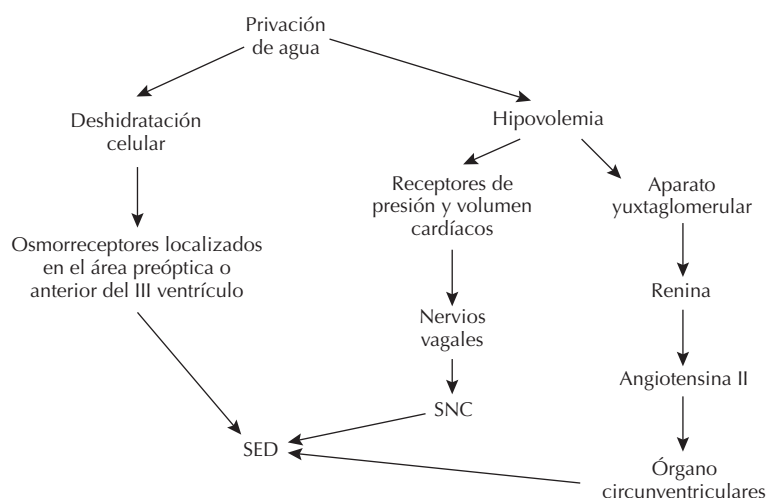 Privación
de agua
Deshidratación
celular
Hipovolemia
Receptores de
presión y volumen
cardíacos
Aparato
yuxtaglomerular
Osmorreceptores localizados
en el área preóptica o
anterior del III ventrículo
Renina
Nervios
vagales
Angiotensina II
SNC
SED
Órgano
circunventriculares